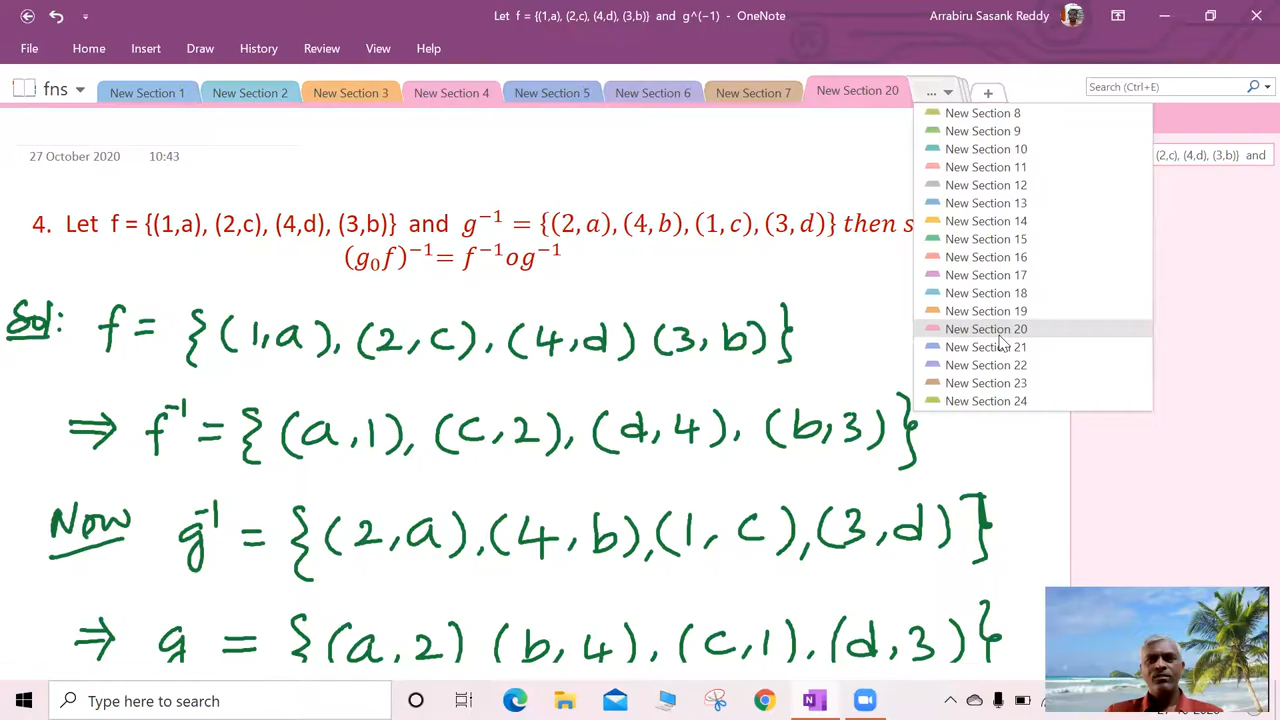 Let f = {(1,a), (2,c), (4,d), (3,b)} and g^(−1) - OneNote
Arrabiru Sasank Reddy
File Home Insert Draw History Review View Help
fns
New Section 1 New Section 2 New Section 3 New Section 4 New Section 5 New Section 6 New Section 7 New Section 20 ...
Search (Ctrl+E)
New Section 8
New Section 9
New Section 10
New Section 11
New Section 12
New Section 13
New Section 14
New Section 15
New Section 16
New Section 17
New Section 18
New Section 19
New Section 20
New Section 21
New Section 22
New Section 23
New Section 24
(2,c), (4,d), (3,b)} and
27 October 2020 10:43
4. Let f = {(1,a), (2,c), (4,d), (3,b)} and g⁻¹ = {(2, a), (4, b), (1, c), (3, d)} then s
(g₀f)⁻¹= f⁻¹og⁻¹
Sol: f = {(1,a), (2,c), (4,d) (3,b)}
⇒ f⁻¹ = {(a,1), (c,2), (d,4), (b,3)}
Now g⁻¹ = {(2,a),(4,b),(1,c),(3,d)}
⇒ g = {(a,2) (b,4), (c,1), (d,3)}
Type here to search